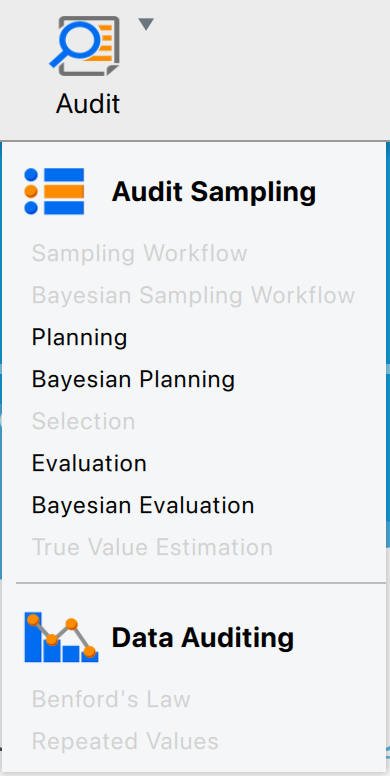 Audit
Audit Sampling
Sampling Workflow
Bayesian Sampling Workflow
Planning
Bayesian Planning
Selection
Evaluation
Bayesian Evaluation
True Value Estimation
Data Auditing
Benford's Law
Repeated Values